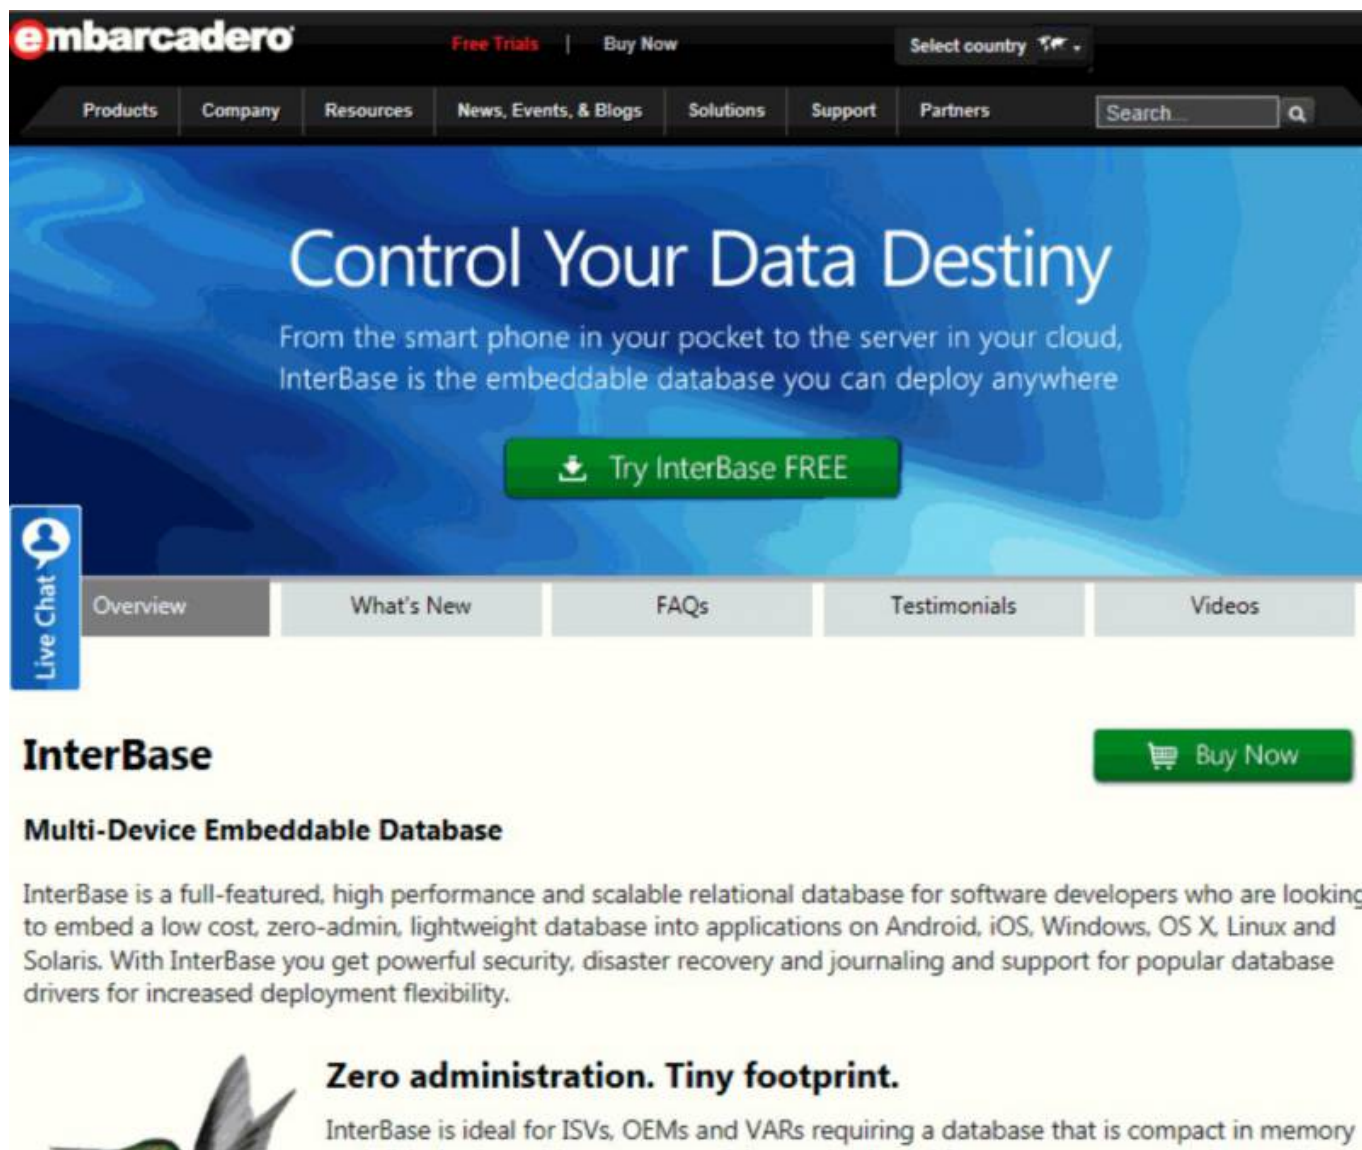 embarcadero
Free Trials | Buy Now
Select country
Products Company Resources News, Events, & Blogs Solutions Support Partners
Search...
Control Your Data Destiny
From the smart phone in your pocket to the server in your cloud,
InterBase is the embeddable database you can deploy anywhere
Try InterBase FREE
Live Chat
Overview What's New FAQs Testimonials Videos
InterBase
Buy Now
Multi-Device Embeddable Database
InterBase is a full-featured, high performance and scalable relational database for software developers who are looking
to embed a low cost, zero-admin, lightweight database into applications on Android, iOS, Windows, OS X, Linux and
Solaris. With InterBase you get powerful security, disaster recovery and journaling and support for popular database
drivers for increased deployment flexibility.
Zero administration. Tiny footprint.
InterBase is ideal for ISVs, OEMs and VARs requiring a database that is compact in memory